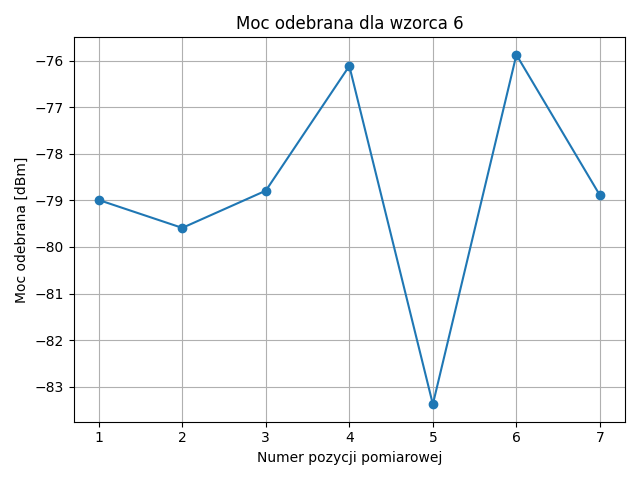 Moc odebrana dla wzorca 6
Moc odebrana [dBm]
−76
−77
−78
−79
−80
−81
−82
−83
1 2 3 4 5 6 7
Numer pozycji pomiarowej